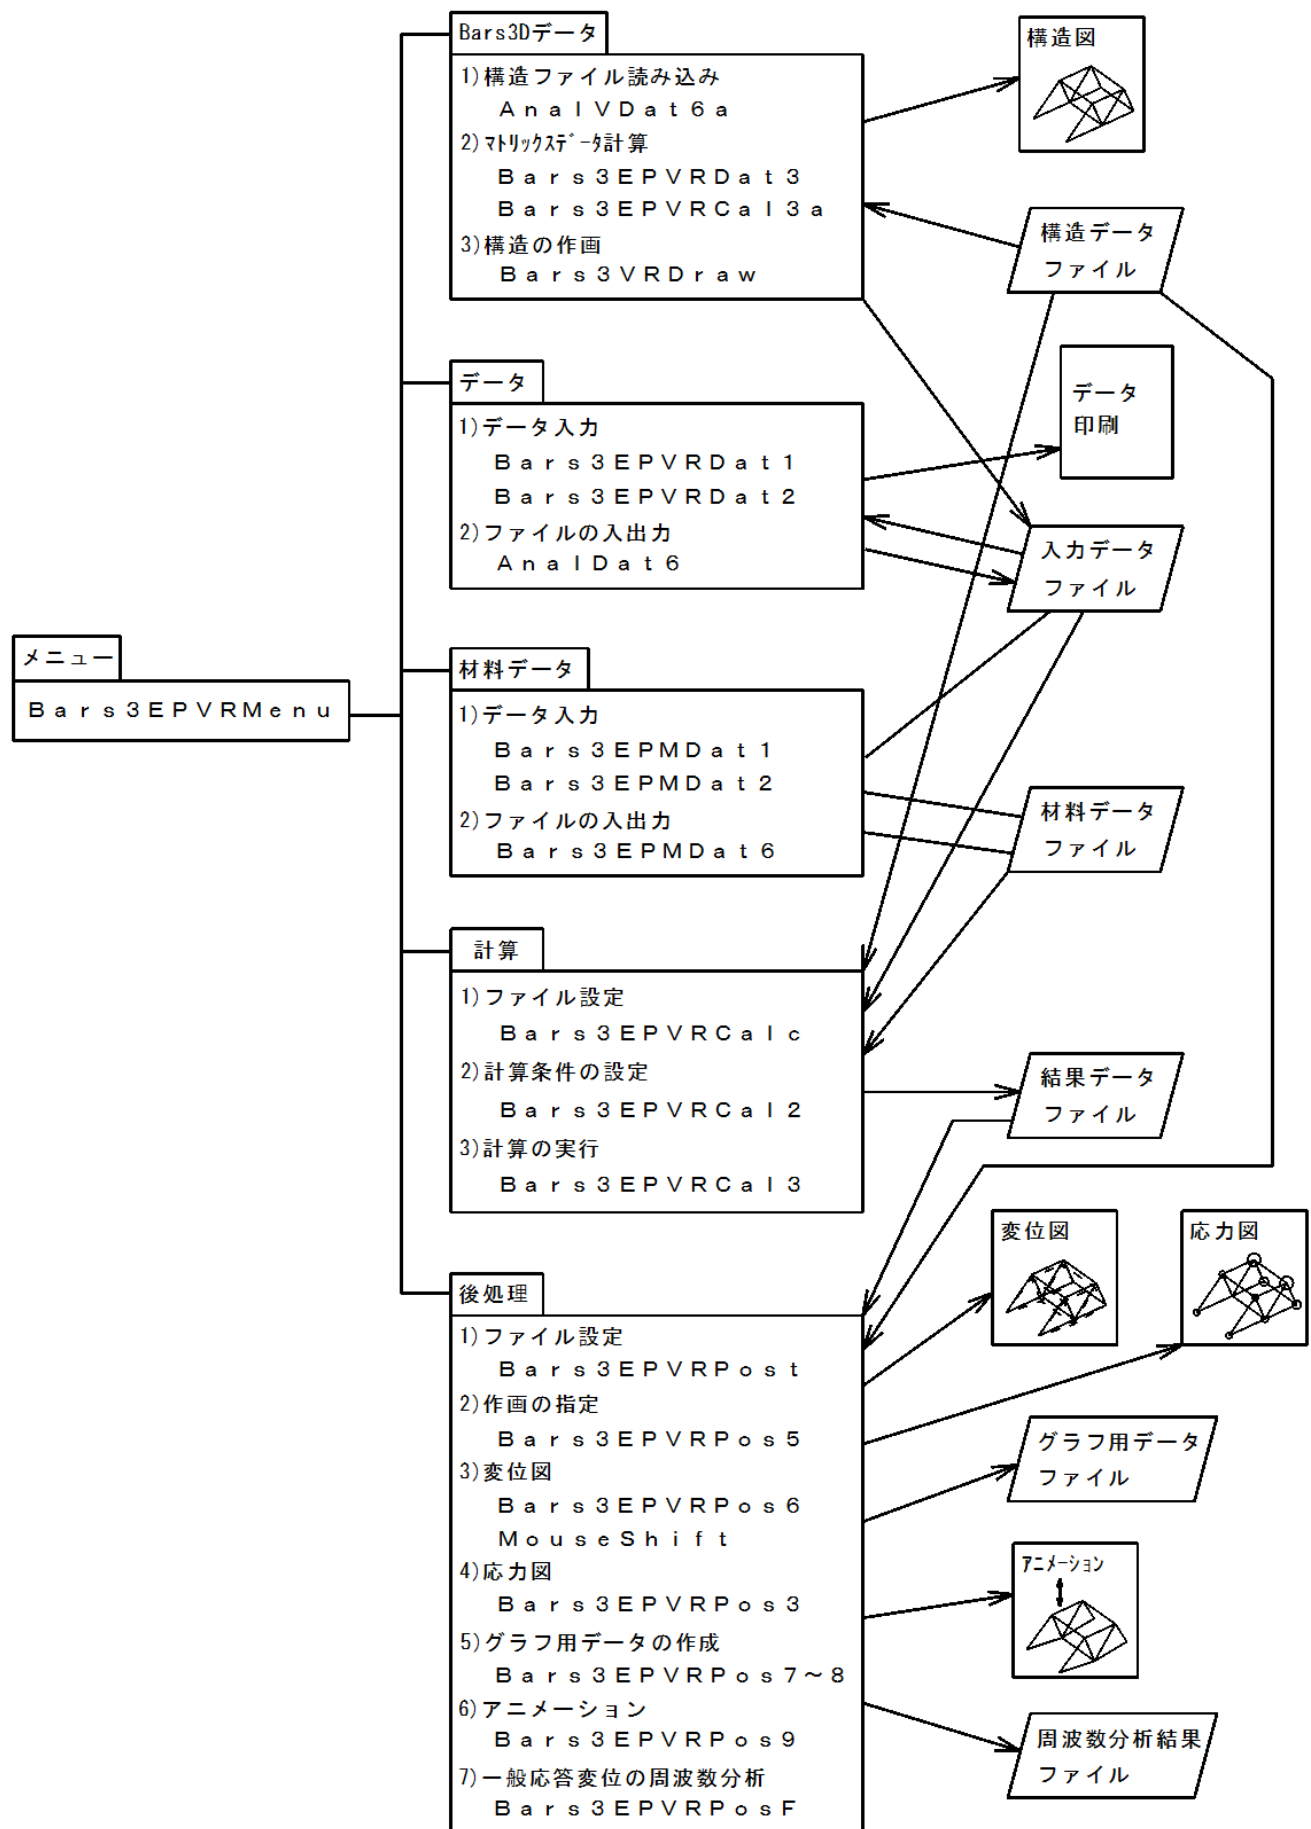 Bars3Dデータ
1)構造ファイル読み込み
AnalVDat6a
2)ﾏﾄﾘｯｸｽﾃﾞｰﾀ計算
Bars3EPVRDat3
Bars3EPVRCal3a
3)構造の作画
Bars3VRDraw
構造図
構造データ
ファイル
データ
1)データ入力
Bars3EPVRDat1
Bars3EPVRDat2
2)ファイルの入出力
AnalDat6
データ
印刷
入力データ
ファイル
メニュー
Bars3EPVRMenu
材料データ
1)データ入力
Bars3EPMDat1
Bars3EPMDat2
2)ファイルの入出力
Bars3EPMDat6
材料データ
ファイル
計算
1)ファイル設定
Bars3EPVRCalc
2)計算条件の設定
Bars3EPVRCal2
3)計算の実行
Bars3EPVRCal3
結果データ
ファイル
後処理
1)ファイル設定
Bars3EPVRPost
2)作画の指定
Bars3EPVRPos5
3)変位図
Bars3EPVRPos6
MouseShift
4)応力図
Bars3EPVRPos3
5)グラフ用データの作成
Bars3EPVRPos7～8
6)アニメーション
Bars3EPVRPos9
7)一般応答変位の周波数分析
Bars3EPVRPosF
変位図
応力図
グラフ用データ
ファイル
ｱﾆﾒｰｼｮﾝ
周波数分析結果
ファイル